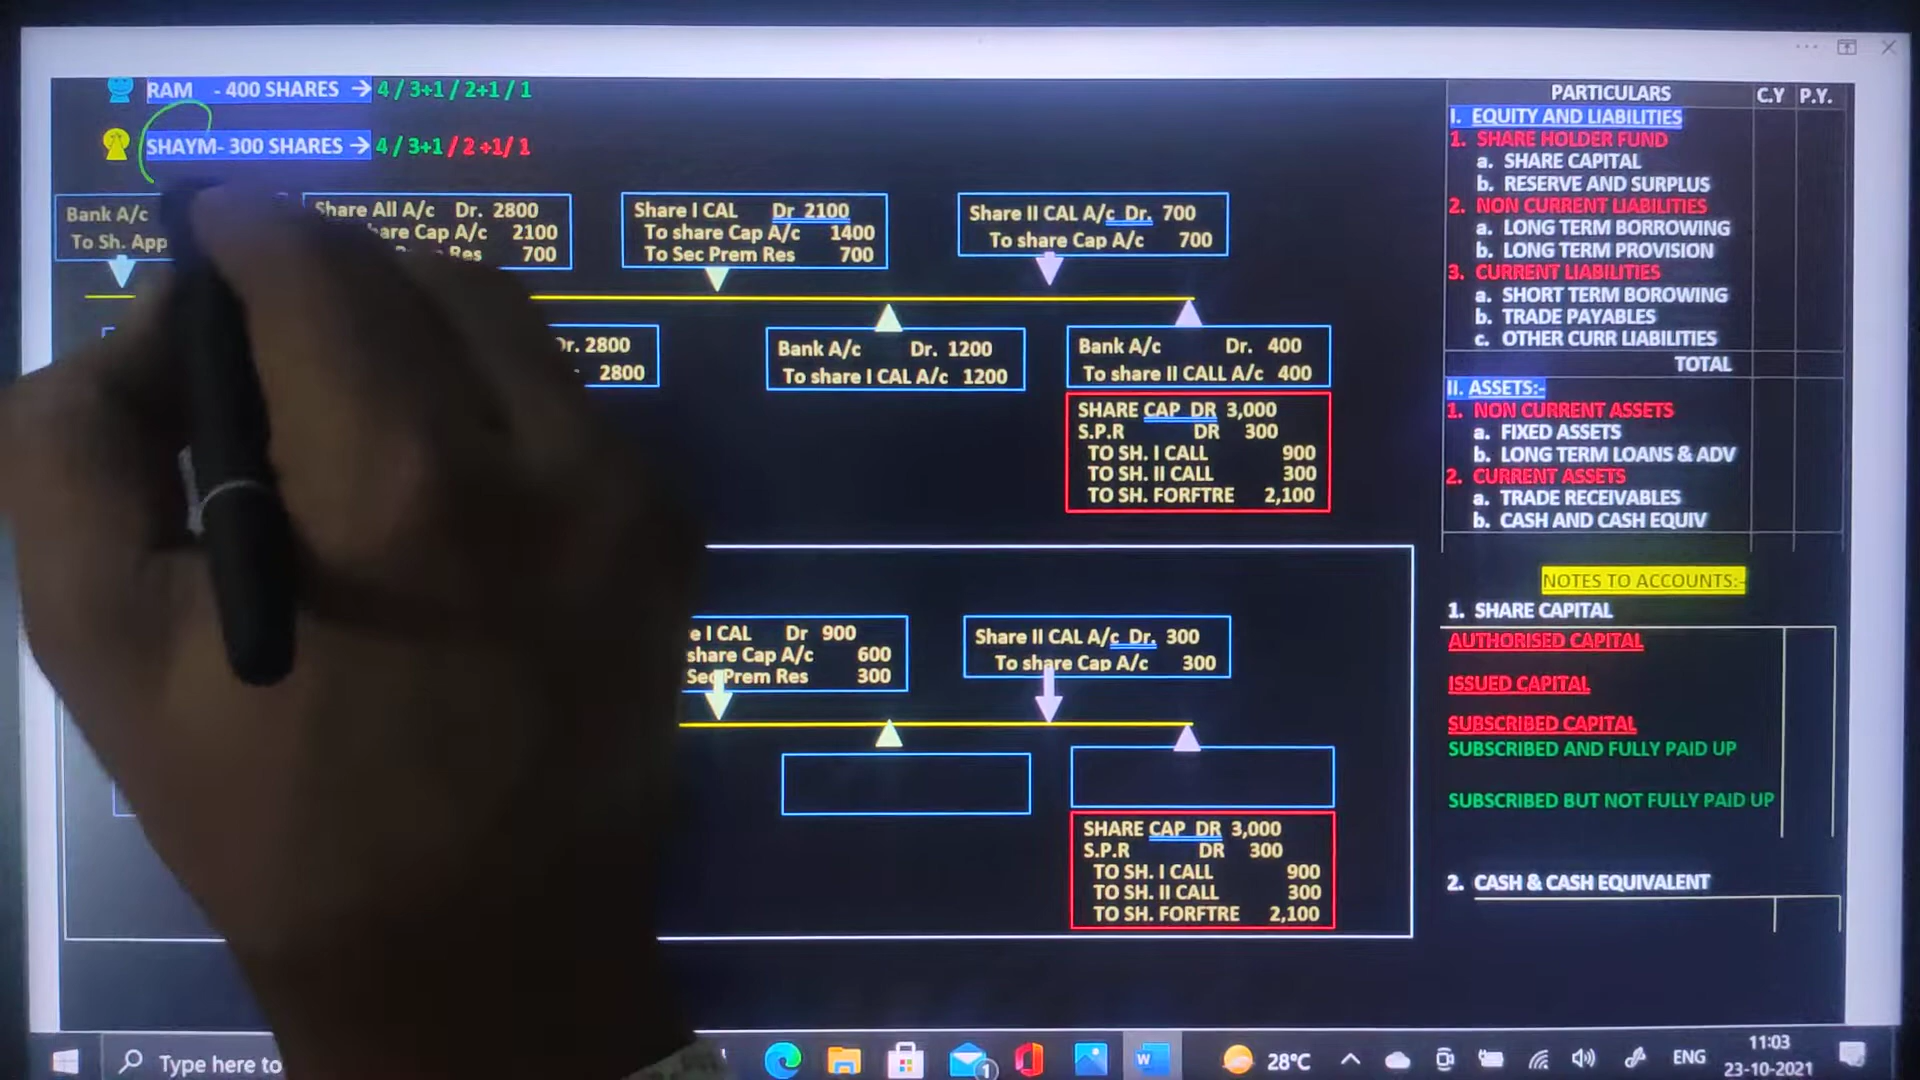 RAM - 400 SHARES → 4 / 3+1 / 2+1 / 1
SHAYM- 300 SHARES → 4 / 3+1 / 2 +1/ 1
Bank A/c
To Sh. App
Share All A/c Dr. 2800
hare Cap A/c 2100
Prem Res 700
Share I CAL Dr 2100
To share Cap A/c 1400
To Sec Prem Res 700
Share II CAL A/c Dr. 700
To share Cap A/c 700
Dr. 2800
2800
Bank A/c Dr. 1200
To share I CAL A/c 1200
Bank A/c Dr. 400
To share II CALL A/c 400
SHARE CAP DR 3,000
S.P.R DR 300
TO SH. I CALL 900
TO SH. II CALL 300
TO SH. FORFTRE 2,100
e I CAL Dr 900
share Cap A/c 600
Sec Prem Res 300
Share II CAL A/c Dr. 300
To share Cap A/c 300
SHARE CAP DR 3,000
S.P.R DR 300
TO SH. I CALL 900
TO SH. II CALL 300
TO SH. FORFTRE 2,100
PARTICULARS C.Y P.Y.
I. EQUITY AND LIABILITIES
1. SHARE HOLDER FUND
a. SHARE CAPITAL
b. RESERVE AND SURPLUS
2. NON CURRENT LIABILITIES
a. LONG TERM BORROWING
b. LONG TERM PROVISION
3. CURRENT LIABILITIES
a. SHORT TERM BOROWING
b. TRADE PAYABLES
c. OTHER CURR LIABILITIES
TOTAL
II. ASSETS:-
1. NON CURRENT ASSETS
a. FIXED ASSETS
b. LONG TERM LOANS & ADV
2. CURRENT ASSETS
a. TRADE RECEIVABLES
b. CASH AND CASH EQUIV
NOTES TO ACCOUNTS:-
1. SHARE CAPITAL
AUTHORISED CAPITAL
ISSUED CAPITAL
SUBSCRIBED CAPITAL
SUBSCRIBED AND FULLY PAID UP
SUBSCRIBED BUT NOT FULLY PAID UP
2. CASH & CASH EQUIVALENT
Type here to
1
W
28°C
ENG
11:03
23-10-2021